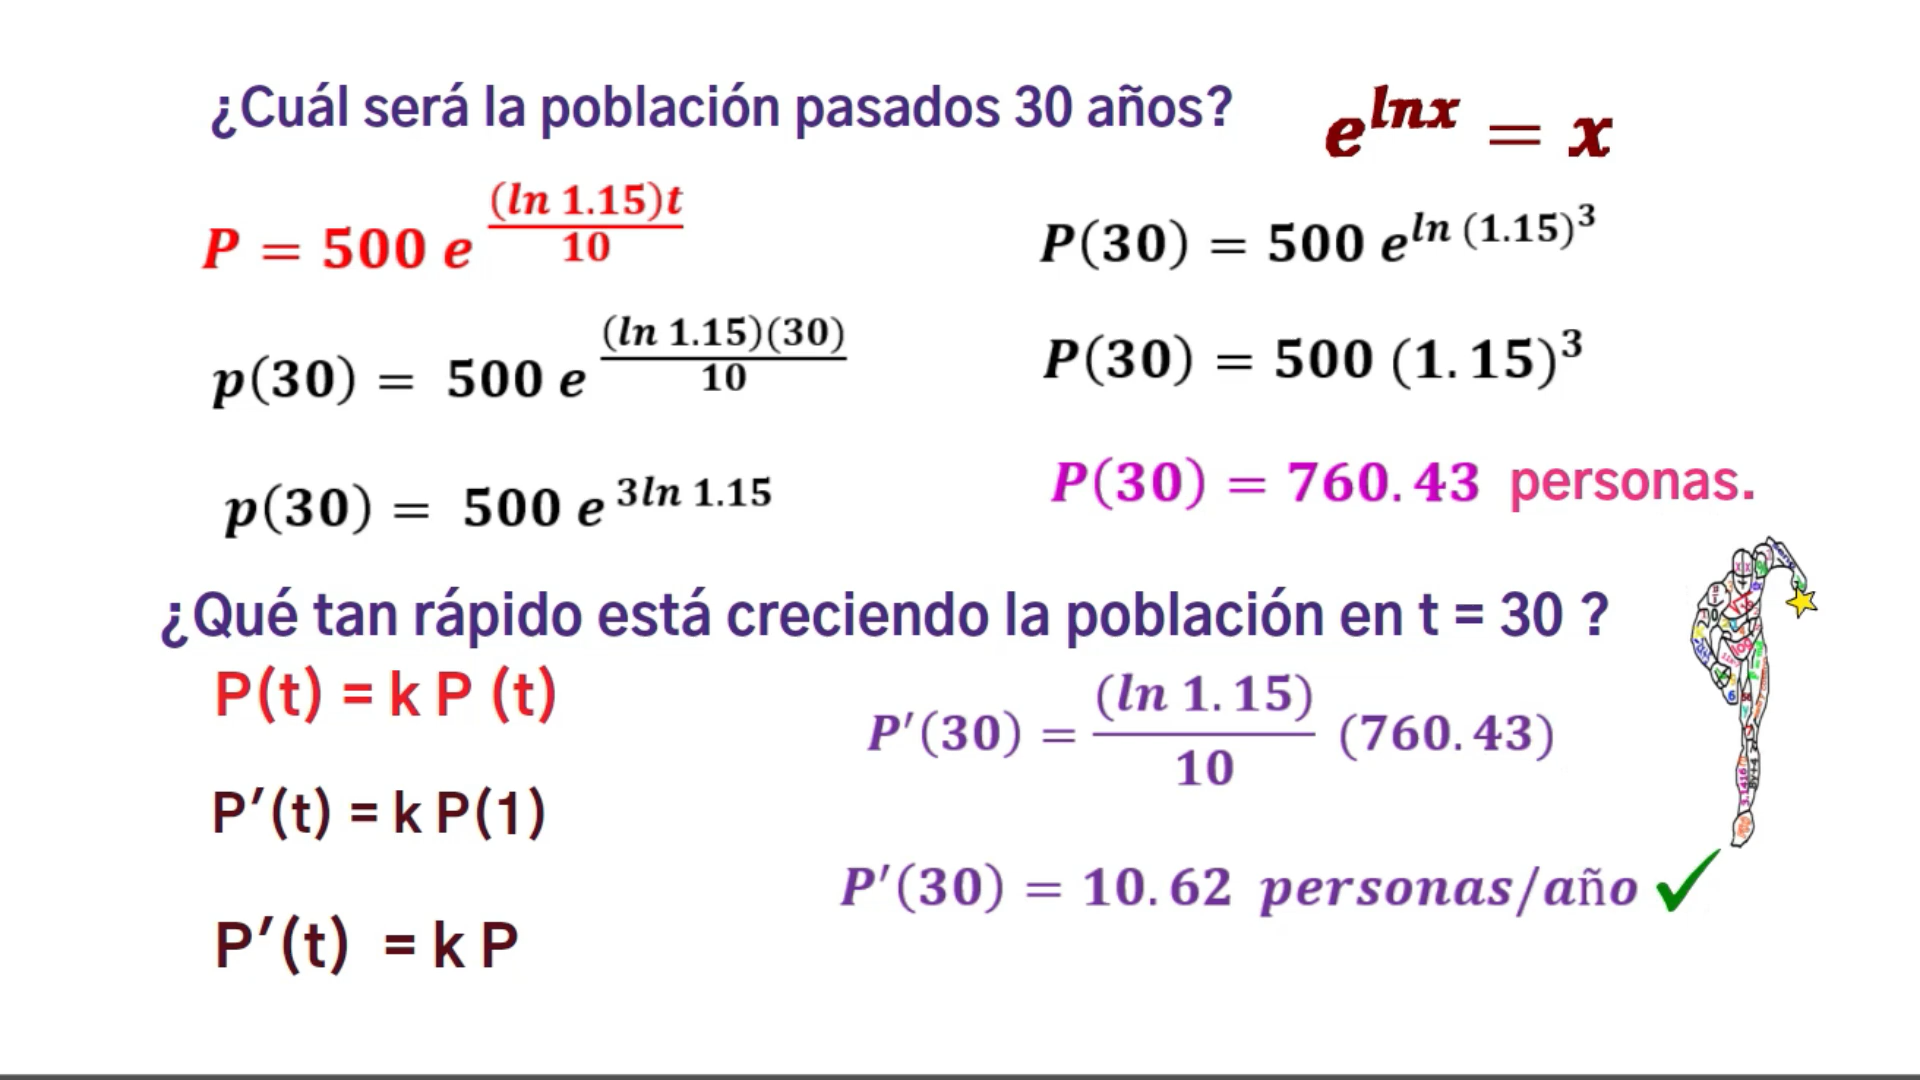 ¿Cuál será la población pasados 30 años?
e^{lnx} = x
P = 500 e^{\frac{(ln 1.15)t}{10}}
p(30) = 500 e^{\frac{(ln 1.15)(30)}{10}}
p(30) = 500 e^{3ln 1.15}
P(30) = 500 e^{ln (1.15)^3}
P(30) = 500 (1.15)^3
P(30) = 760.43 personas.
¿Qué tan rápido está creciendo la población en t = 30 ?
P(t) = k P (t)
P′(t) = k P(1)
P′(t) = k P
P′(30) = \frac{(ln 1.15)}{10} (760.43)
P′(30) = 10.62 personas/año ✓